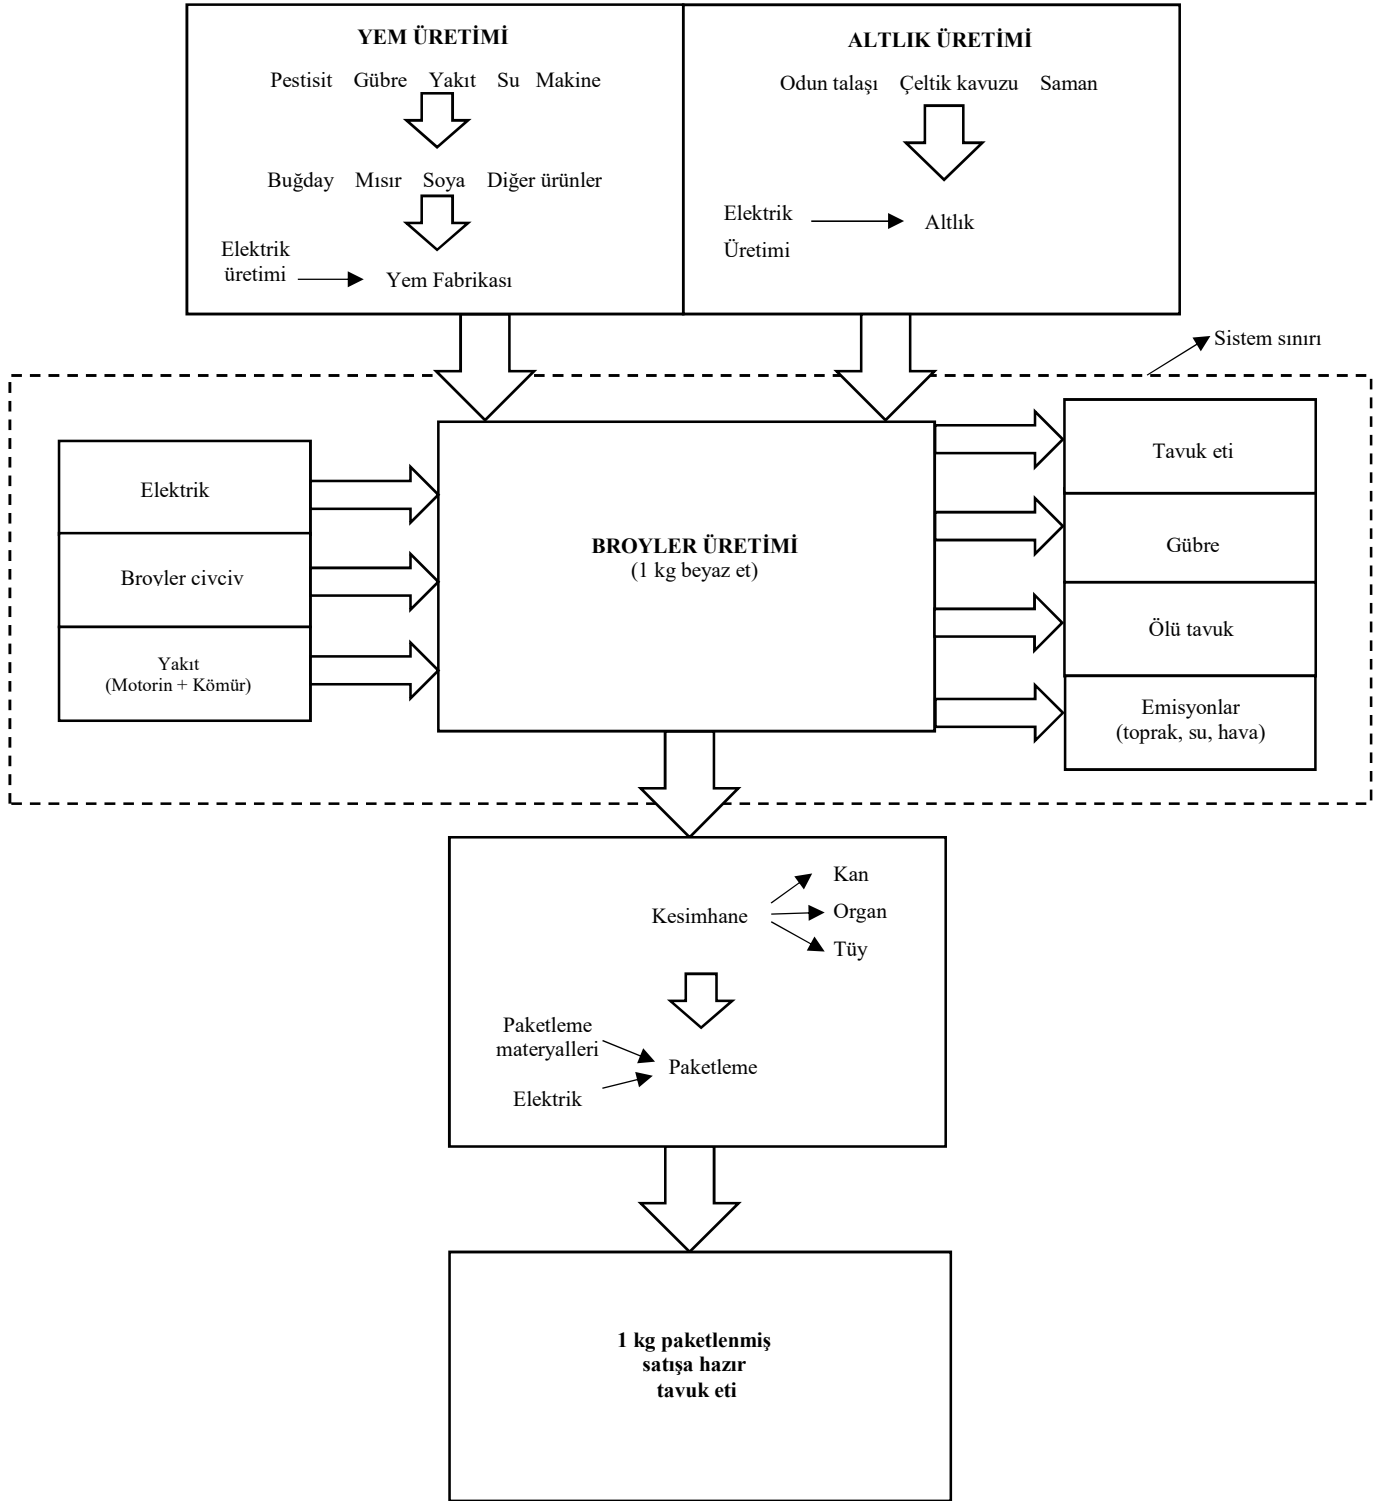 YEM ÜRETİMİ
Pestisit Gübre Yakıt Su Makine
Buğday Mısır Soya Diğer ürünler
Elektrik
üretimi
Yem Fabrikası
ALTLIK ÜRETİMİ
Odun talaşı Çeltik kavuzu Saman
Elektrik
Üretimi
Altlık
Sistem sınırı
Elektrik
Brovler civciv
Yakıt
(Motorin + Kömür)
BROYLER ÜRETİMİ
(1 kg beyaz et)
Tavuk eti
Gübre
Ölü tavuk
Emisyonlar
(toprak, su, hava)
Kesimhane
Kan
Organ
Tüy
Paketleme
materyalleri
Elektrik
Paketleme
1 kg paketlenmiş
satışa hazır
tavuk eti